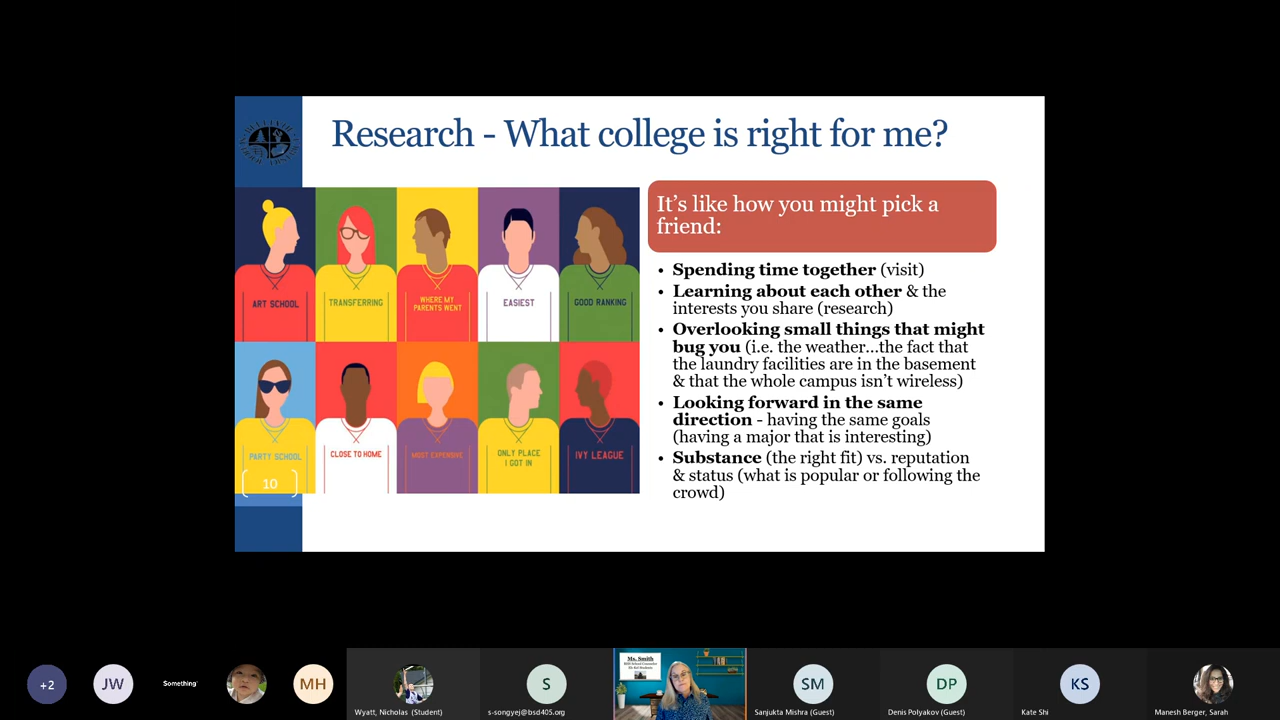 Research - What college is right for me?
ART SCHOOL
TRANSFERRING
WHERE MY
PARENTS WENT
EASIEST
GOOD RANKING
PARTY SCHOOL
CLOSE TO HOME
MOST EXPENSIVE
ONLY PLACE
I GOT IN
IVY LEAGUE
10
It's like how you might pick a
friend:
• Spending time together (visit)
• Learning about each other & the
interests you share (research)
• Overlooking small things that might
bug you (i.e. the weather...the fact that
the laundry facilities are in the basement
& that the whole campus isn't wireless)
• Looking forward in the same
direction - having the same goals
(having a major that is interesting)
• Substance (the right fit) vs. reputation
& status (what is popular or following the
crowd)
+2
JW
Something'
MH
Wyatt, Nicholas (Student)
S
s-songyej@bsd405.org
Ms. Smith
SM
Sanjukta Mishra (Guest)
DP
Denis Polyakov (Guest)
KS
Kate Shi
Manesh Berger, Sarah